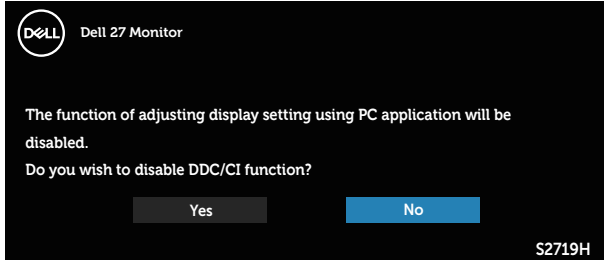 DELL
Dell 27 Monitor
The function of adjusting display setting using PC application will be
disabled.
Do you wish to disable DDC/CI function?
Yes No
S2719H